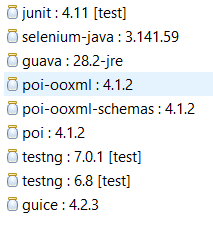 junit : 4.11 [test]
selenium-java : 3.141.59
guava : 28.2-jre
poi-ooxml : 4.1.2
poi-ooxml-schemas : 4.1.2
poi : 4.1.2
testng : 7.0.1 [test]
testng : 6.8 [test]
guice : 4.2.3